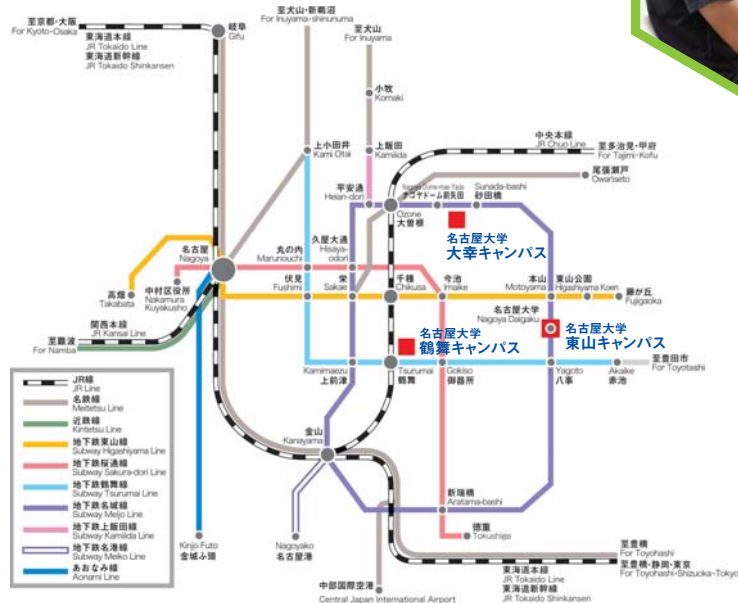 至京都・大阪
For Kyoto-Osaka
東海道本線
JR Tokaido Line
東海道新幹線
JR Tokaido Shinkansen
岐阜
Gifu
至犬山・新鵜沼
For Inuyama-shinunuma
至犬山
For Inuyama
小牧
Komaki
上小田井
Kami Otai
上飯田
Kamiida
中央本線
JR Chuo Line
至多治見・甲府
For Tajimi-Kofu
尾張瀬戸
Owariseto
平安通
Heian-dori
Nagoya Dome-mae Yada
ナゴヤドーム前矢田
Sunada-bashi
砂田橋
Ozone
大曽根
名古屋大学
大幸キャンパス
名古屋
Nagoya
丸の内
Marunouchi
久屋大通
Hisaya-
odori
高畑
Takabata
中村区役所
Nakamura
Kuyakusho
伏見
Fushimi
栄
Sakae
千種
Chikusa
今池
Imaike
本山
Motoyama
東山公園
Higashiyama Koen
藤が丘
Fujigaoka
関西本線
JR Kansai Line
至難波
For Namba
名古屋大学
Nagoya Daigaku
名古屋大学
東山キャンパス
名古屋大学
鶴舞キャンパス
Kamimaezu
上前津
Tsurumai
鶴舞
Gokiso
御器所
Yagoto
八事
Akaike
赤池
至豊田市
For Toyotashi
JR線
JR Line
名鉄線
Meitetsu Line
近鉄線
Kintetsu Line
地下鉄東山線
Subway Higashiyama Line
地下鉄桜通線
Subway Sakura-dori Line
地下鉄鶴舞線
Subway Tsurumai Line
地下鉄名城線
Subway Meijo Line
地下鉄上飯田線
Subway Kamiida Line
地下鉄名港線
Subway Meiko Line
あおなみ線
Aonami Line
金山
Kanayama
新瑞橋
Aratama-bashi
徳重
Tokushige
Kinjo Futo
金城ふ頭
Nagoyako
名古屋港
中部国際空港
Central Japan International Airport
至豊橋
For Toyohashi
至豊橋・静岡・東京
For Toyohashi-Shizuoka-Tokyo
東海道本線
JR Tokaido Line
東海道新幹線
JR Tokaido Shinkansen